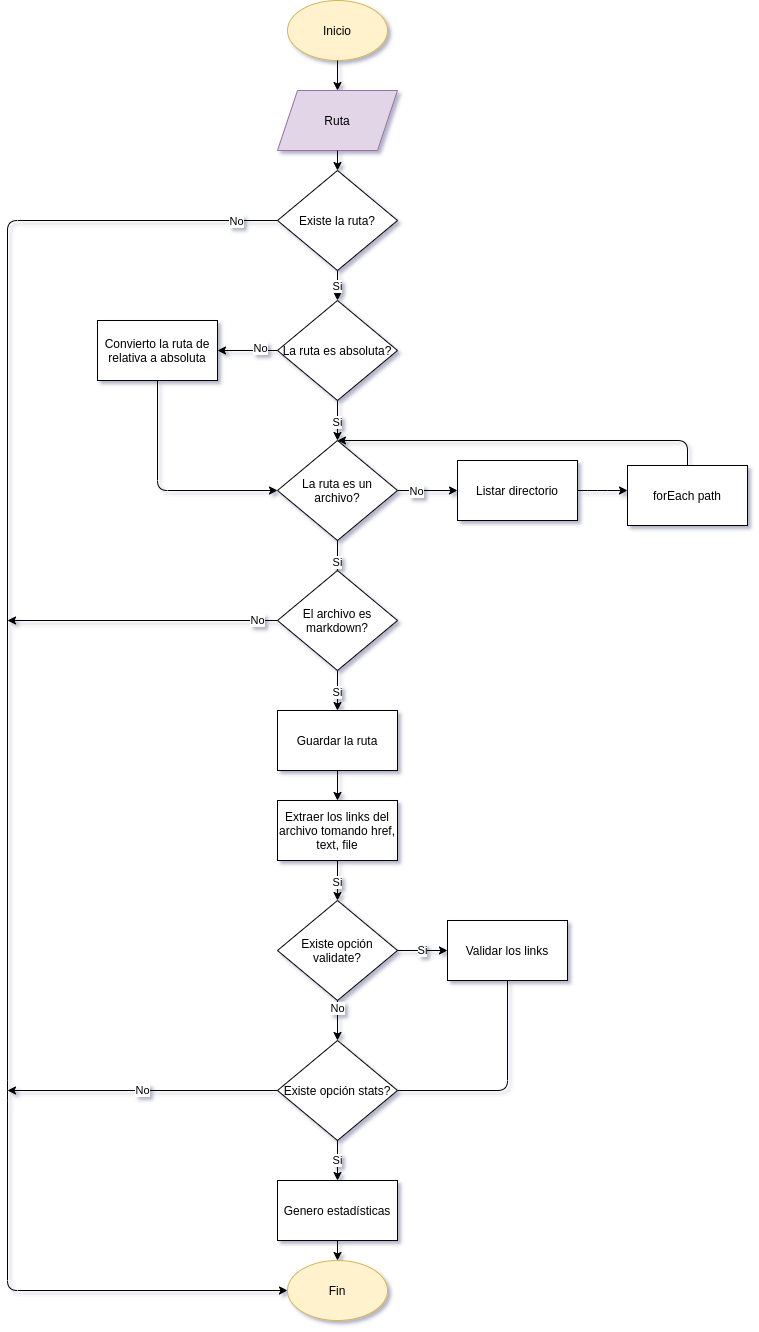 Inicio
Ruta
Existe la ruta?
No
Si
La ruta es absoluta?
No
Convierto la ruta de
relativa a absoluta
Si
La ruta es un
archivo?
No
Listar directorio
forEach path
Si
El archivo es
markdown?
No
Si
Guardar la ruta
Extraer los links del
archivo tomando href,
text, file
Si
Existe opción
validate?
Si
Validar los links
No
Existe opción stats?
No
Si
Genero estadísticas
Fin